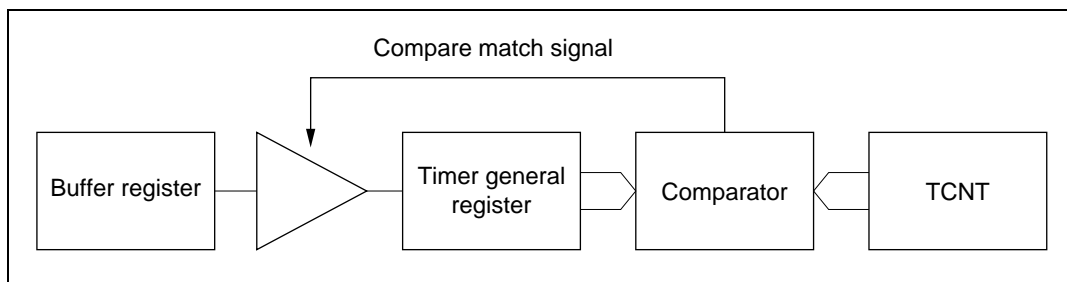 Compare match signal
Buffer register
Timer general
register
Comparator
TCNT